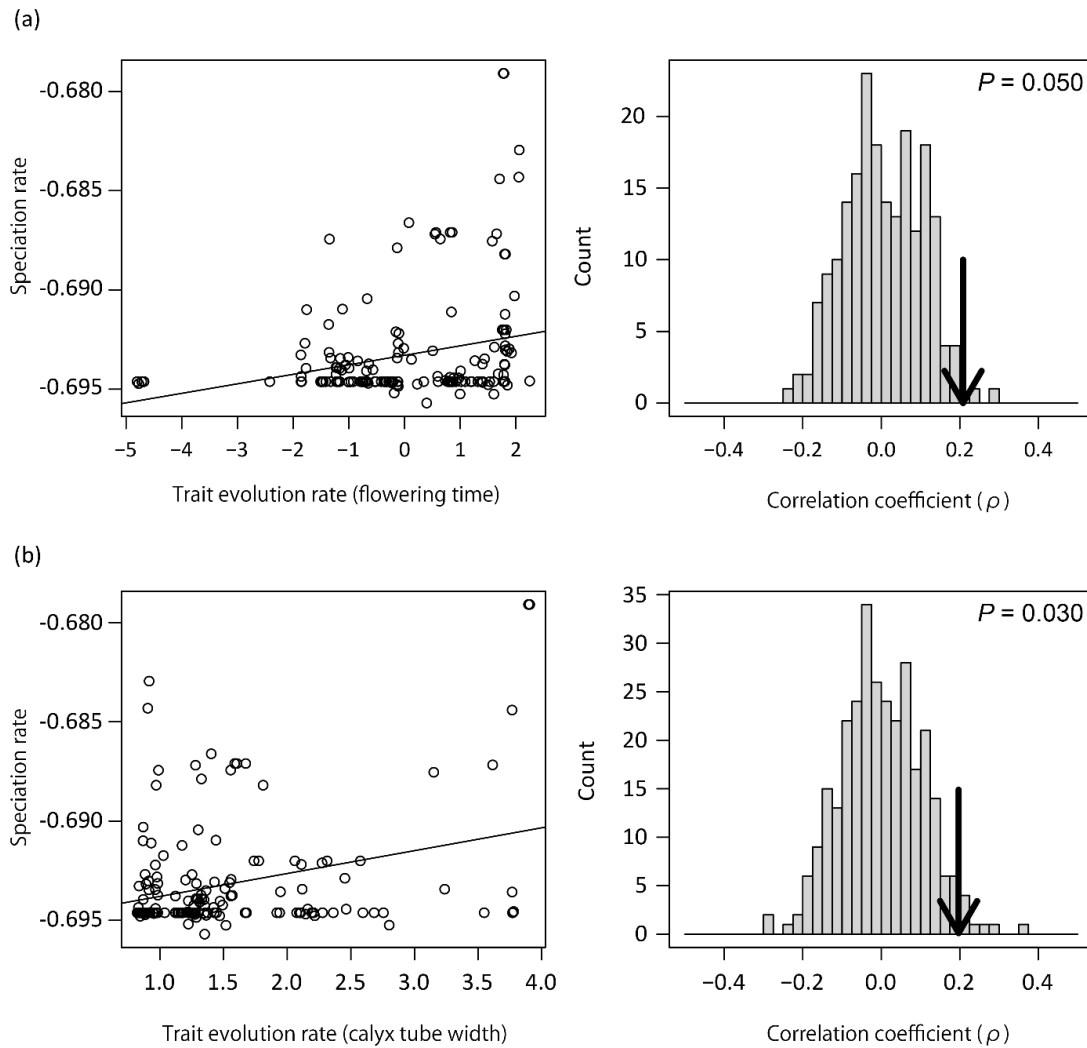 (a)
-0.680
-0.685
-0.690
-0.695
Speciation rate
−5 −4 −3 −2 −1 0 1 2
Trait evolution rate (flowering time)
P = 0.050
20
15
10
5
0
Count
−0.4 −0.2 0.0 0.2 0.4
Correlation coefficient (ρ)
(b)
-0.680
-0.685
-0.690
-0.695
Speciation rate
1.0 1.5 2.0 2.5 3.0 3.5 4.0
Trait evolution rate (calyx tube width)
P = 0.030
35
30
25
20
15
10
5
0
Count
−0.4 −0.2 0.0 0.2 0.4
Correlation coefficient (ρ)